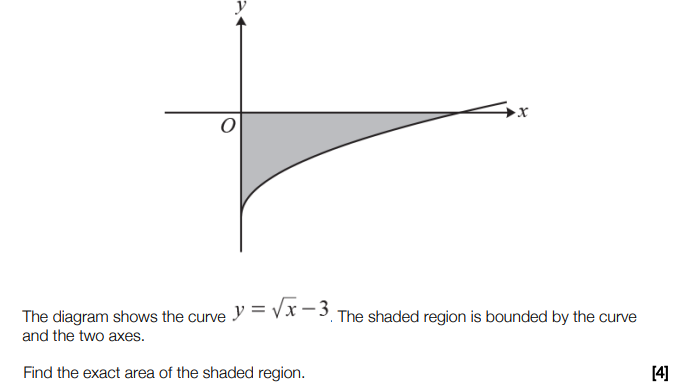 y
O
x
The diagram shows the curve y = √x − 3. The shaded region is bounded by the curve
and the two axes.
Find the exact area of the shaded region. [4]